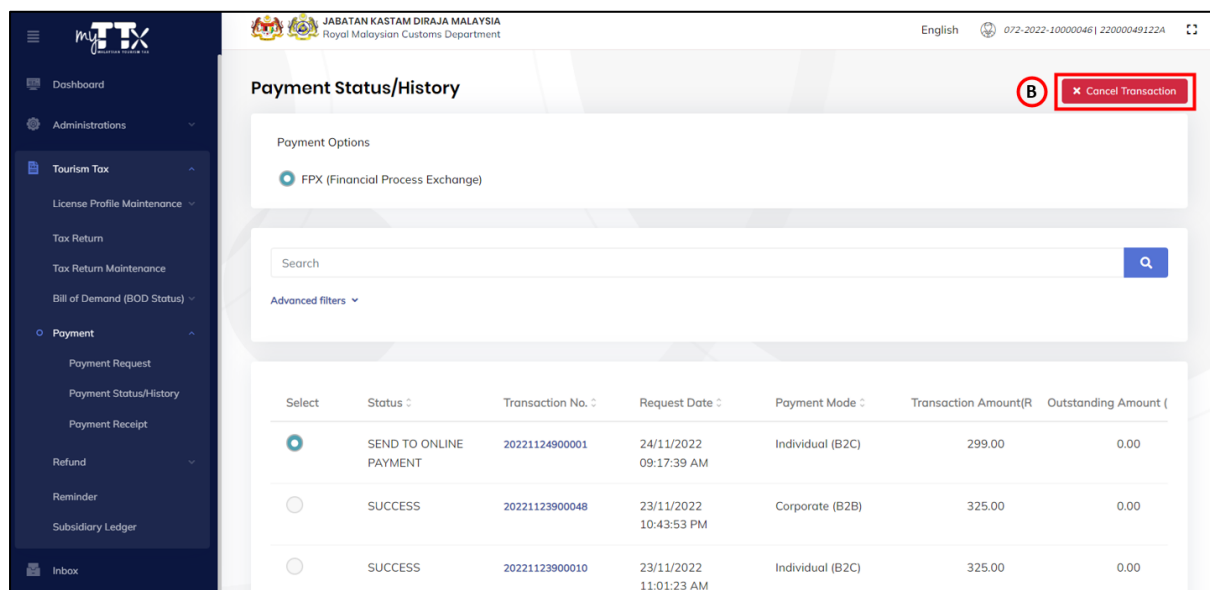 myTTX
MALAYSIAN TOURISM TAX
JABATAN KASTAM DIRAJA MALAYSIA
Royal Malaysian Customs Department
English
072-2022-10000046 | 22000049122A
Dashboard
Administrations
Tourism Tax
License Profile Maintenance
Tax Return
Tax Return Maintenance
Bill of Demand (BOD Status)
Payment
Payment Request
Payment Status/History
Payment Receipt
Refund
Reminder
Subsidiary Ledger
Inbox
Payment Status/History
B
Cancel Transaction
Payment Options
FPX (Financial Process Exchange)
Search
Advanced filters
Select Status Transaction No. Request Date Payment Mode Transaction Amount(R Outstanding Amount (
SEND TO ONLINE 20221124900001 24/11/2022 Individual (B2C) 299.00 0.00
PAYMENT 09:17:39 AM
SUCCESS 20221123900048 23/11/2022 Corporate (B2B) 325.00 0.00
10:43:53 PM
SUCCESS 20221123900010 23/11/2022 Individual (B2C) 325.00 0.00
11:01:23 AM